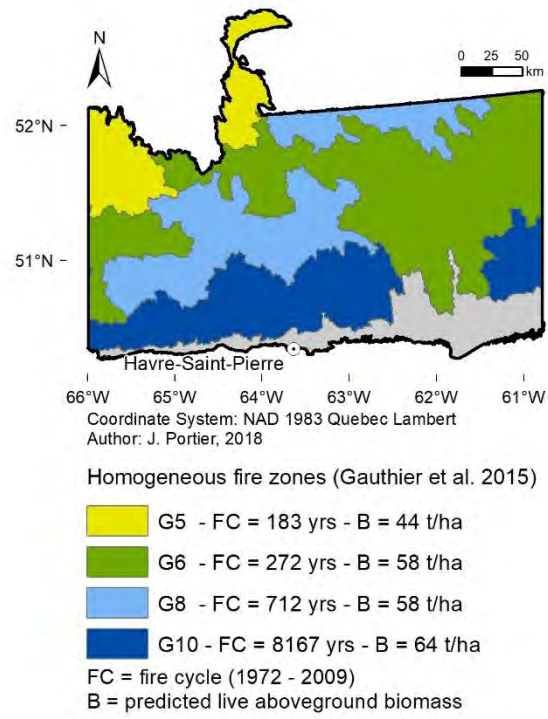 N
0 25 50
km
52°N
51°N
Havre-Saint-Pierre
66°W 65°W 64°W 63°W 62°W 61°W
Coordinate System: NAD 1983 Quebec Lambert
Author: J. Portier, 2018
Homogeneous fire zones (Gauthier et al. 2015)
G5 - FC = 183 yrs - B = 44 t/ha
G6 - FC = 272 yrs - B = 58 t/ha
G8 - FC = 712 yrs - B = 58 t/ha
G10 - FC = 8167 yrs - B = 64 t/ha
FC = fire cycle (1972 - 2009)
B = predicted live aboveground biomass